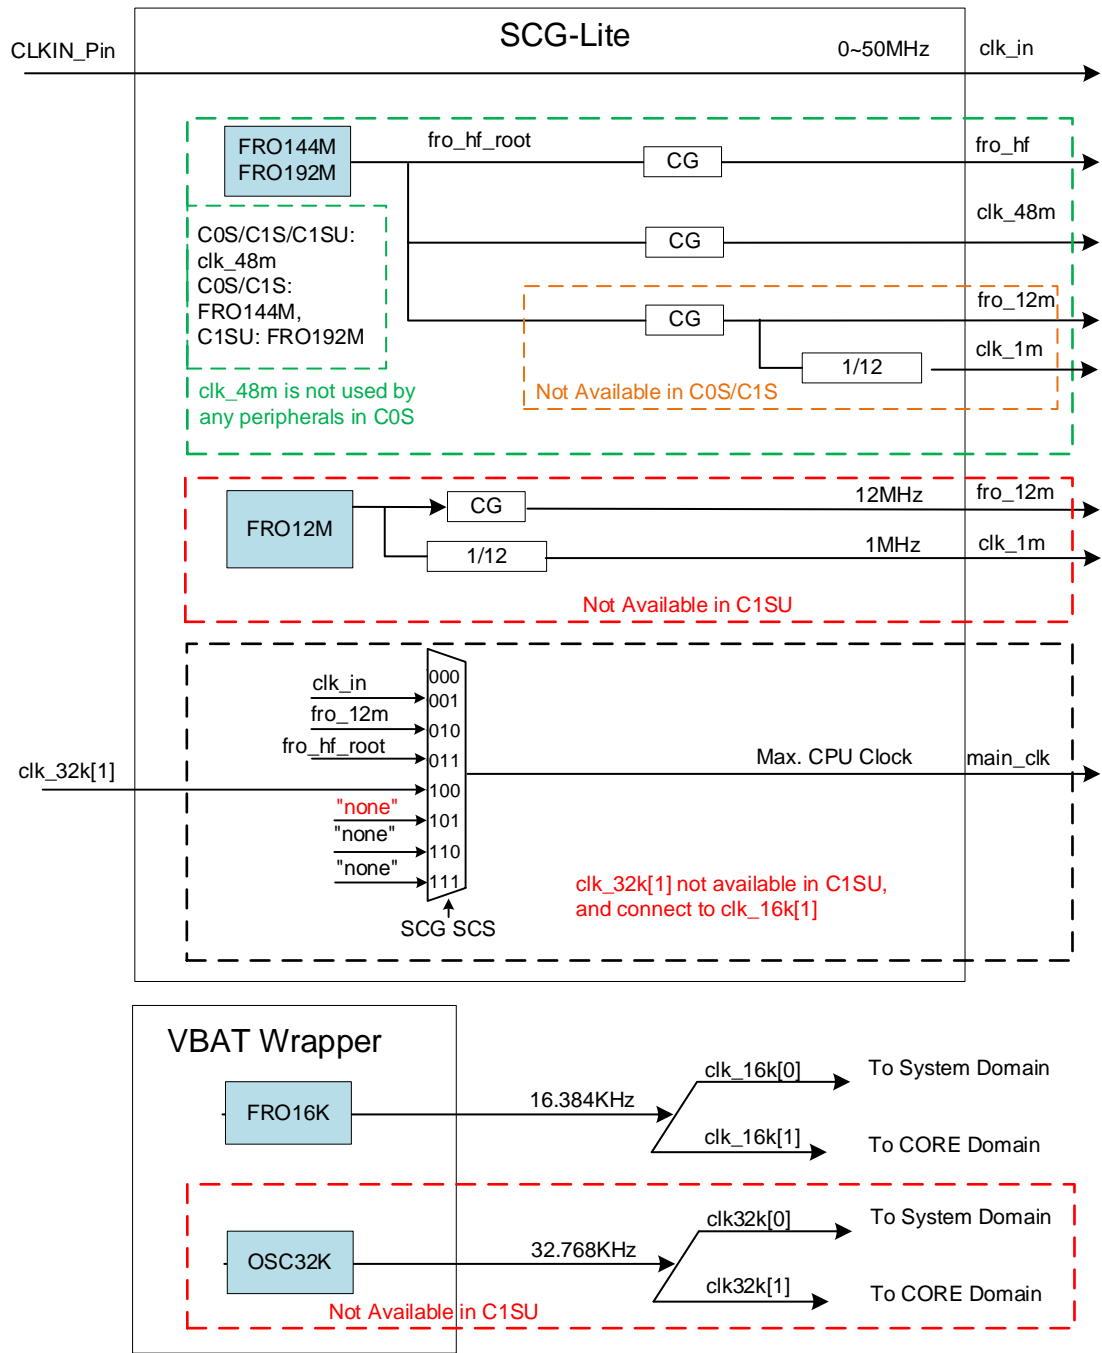 SCG-Lite
CLKIN_Pin
0~50MHz
clk_in
FRO144M
FRO192M
fro_hf_root
CG
fro_hf
C0S/C1S/C1SU:
clk_48m
C0S/C1S:
FRO144M,
C1SU: FRO192M
CG
clk_48m
CG
fro_12m
1/12
clk_1m
Not Available in C0S/C1S
clk_48m is not used by
any peripherals in C0S
FRO12M
CG
12MHz
fro_12m
1/12
1MHz
clk_1m
Not Available in C1SU
000
clk_in
001
fro_12m
010
fro_hf_root
011
clk_32k[1]
100
"none"
101
"none"
110
"none"
111
Max. CPU Clock
main_clk
SCG SCS
clk_32k[1] not available in C1SU,
and connect to clk_16k[1]
VBAT Wrapper
FRO16K
16.384KHz
clk_16k[0]
To System Domain
clk_16k[1]
To CORE Domain
OSC32K
32.768KHz
clk32k[0]
To System Domain
clk32k[1]
To CORE Domain
Not Available in C1SU